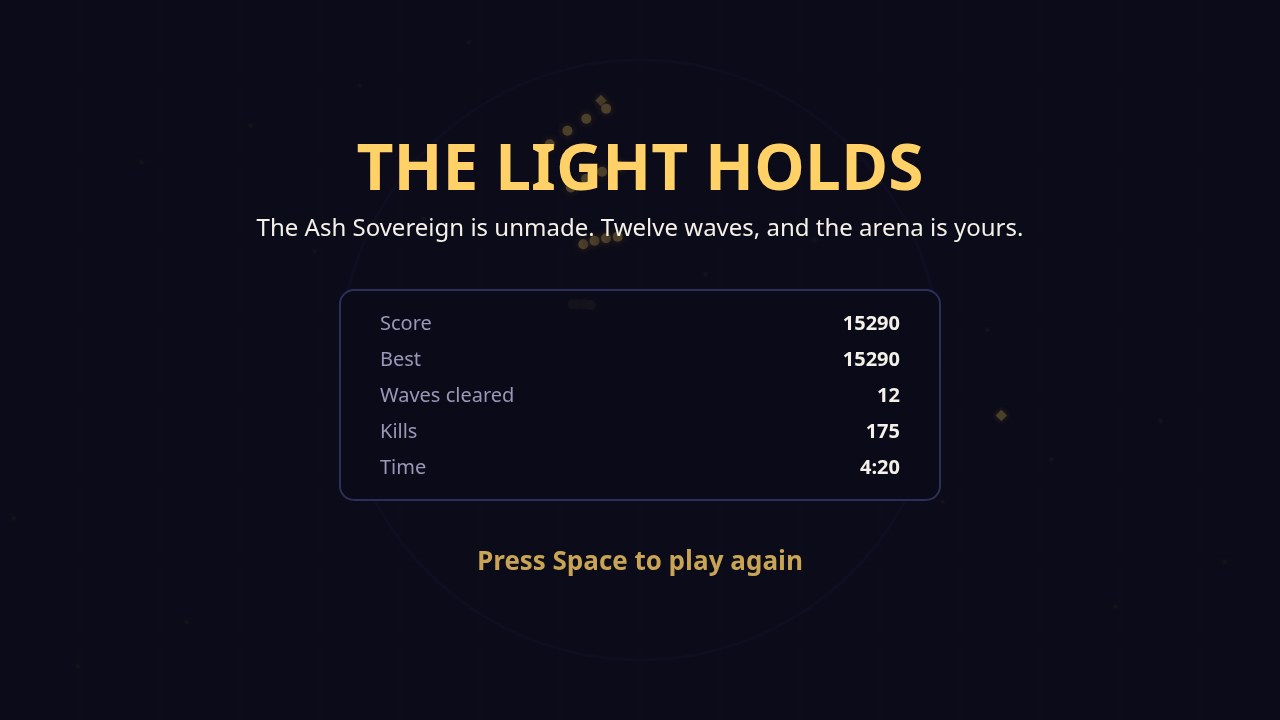 THE LIGHT HOLDS
The Ash Sovereign is unmade. Twelve waves, and the arena is yours.
Score 15290
Best 15290
Waves cleared 12
Kills 175
Time 4:20
Press Space to play again